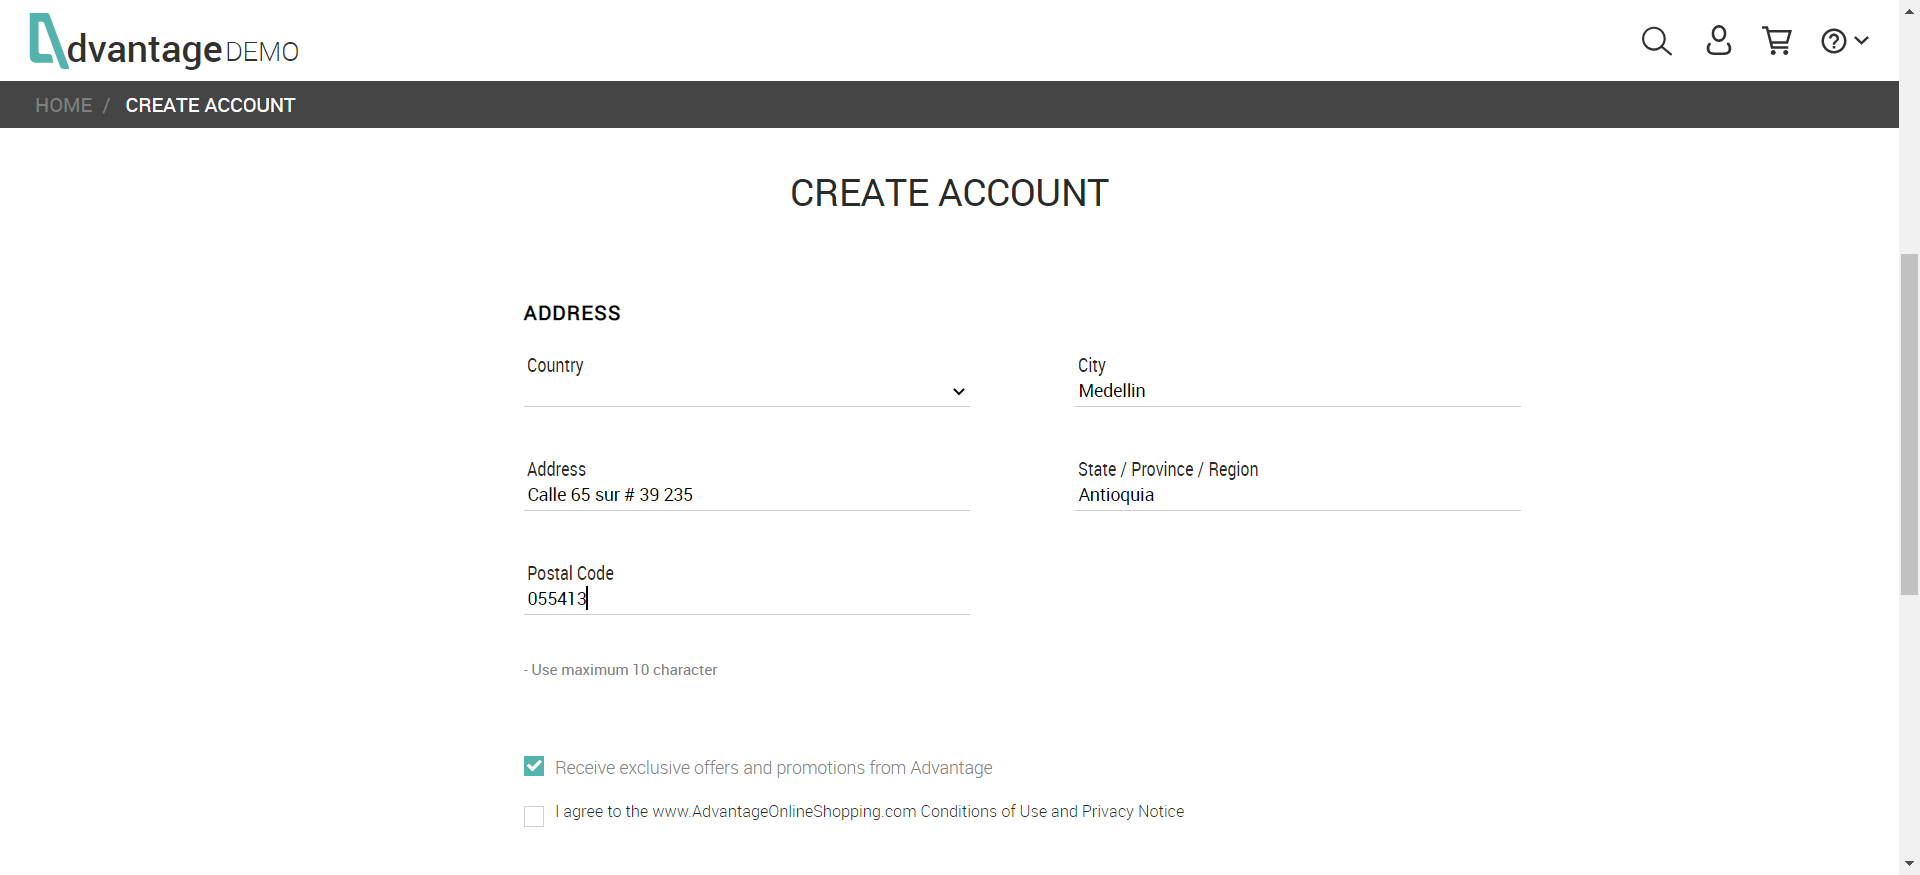 dvantage DEMO
HOME / CREATE ACCOUNT
CREATE ACCOUNT
ADDRESS
Country
City
Medellin
Address
Calle 65 sur # 39 235
State / Province / Region
Antioquia
Postal Code
055413
- Use maximum 10 character
Receive exclusive offers and promotions from Advantage
I agree to the www.AdvantageOnlineShopping.com Conditions of Use and Privacy Notice